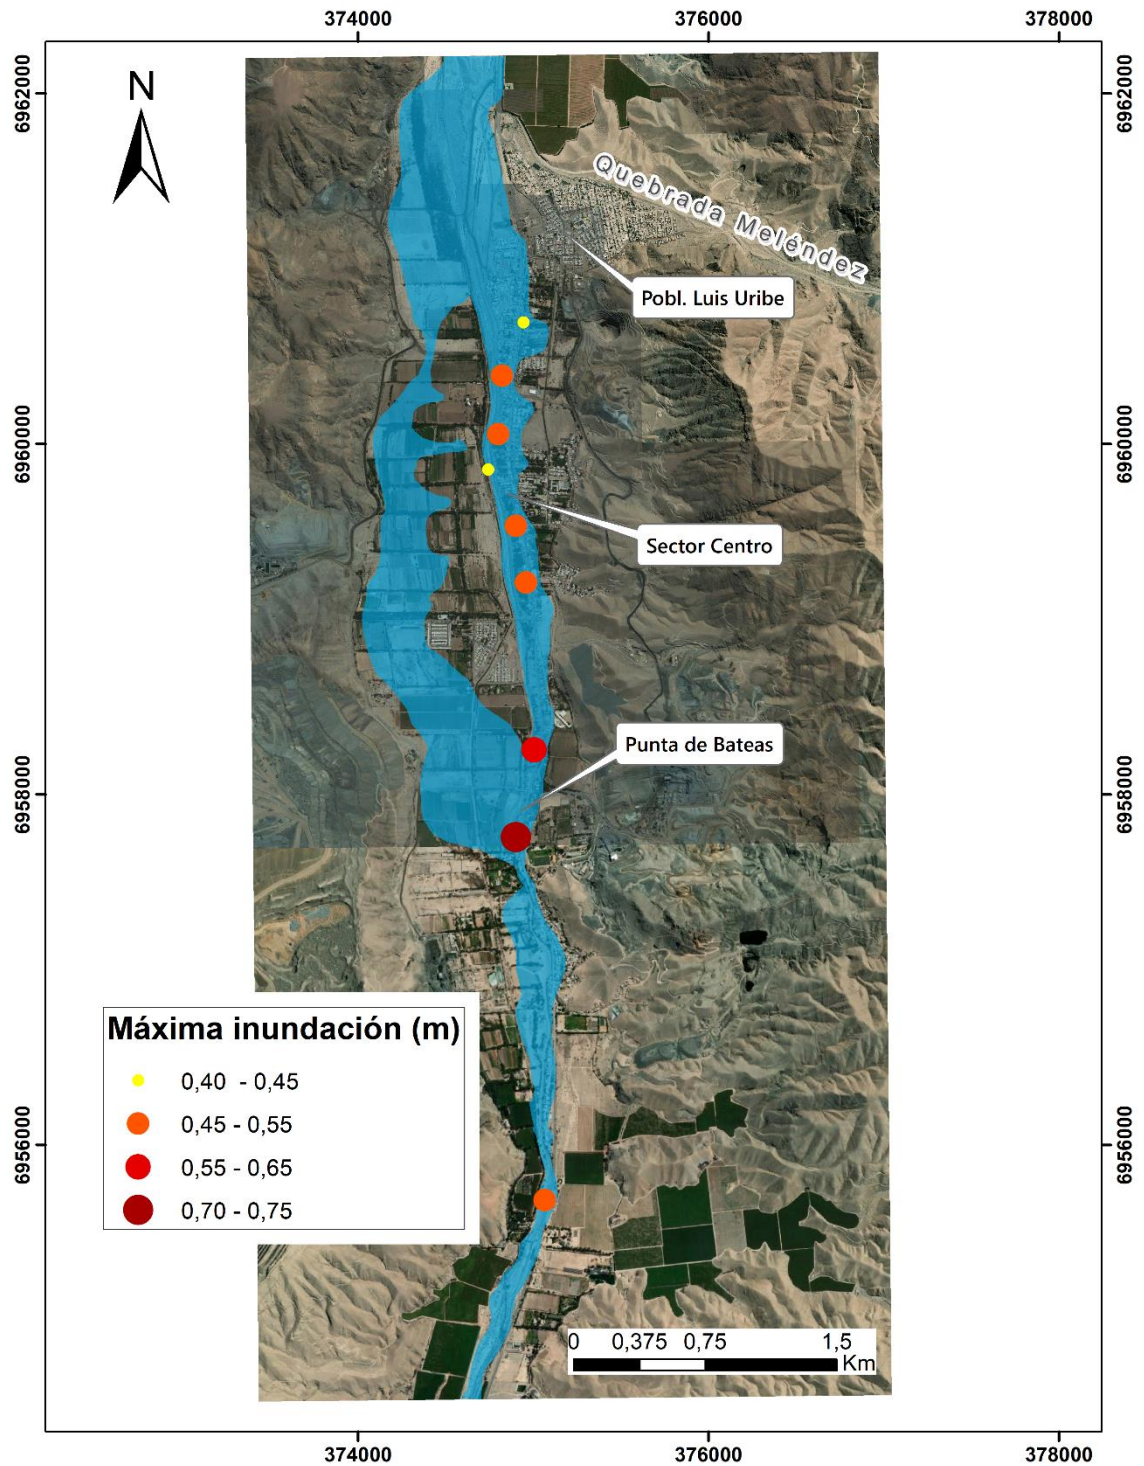 374000
376000
378000
6962000
6962000
N
Quebrada Meléndez
Pobl. Luis Uribe
6960000
6960000
Sector Centro
Punta de Bateas
6958000
6958000
Máxima inundación (m)
0,40 - 0,45
0,45 - 0,55
0,55 - 0,65
0,70 - 0,75
6956000
6956000
0 0,375 0,75 1,5
Km
374000
376000
378000